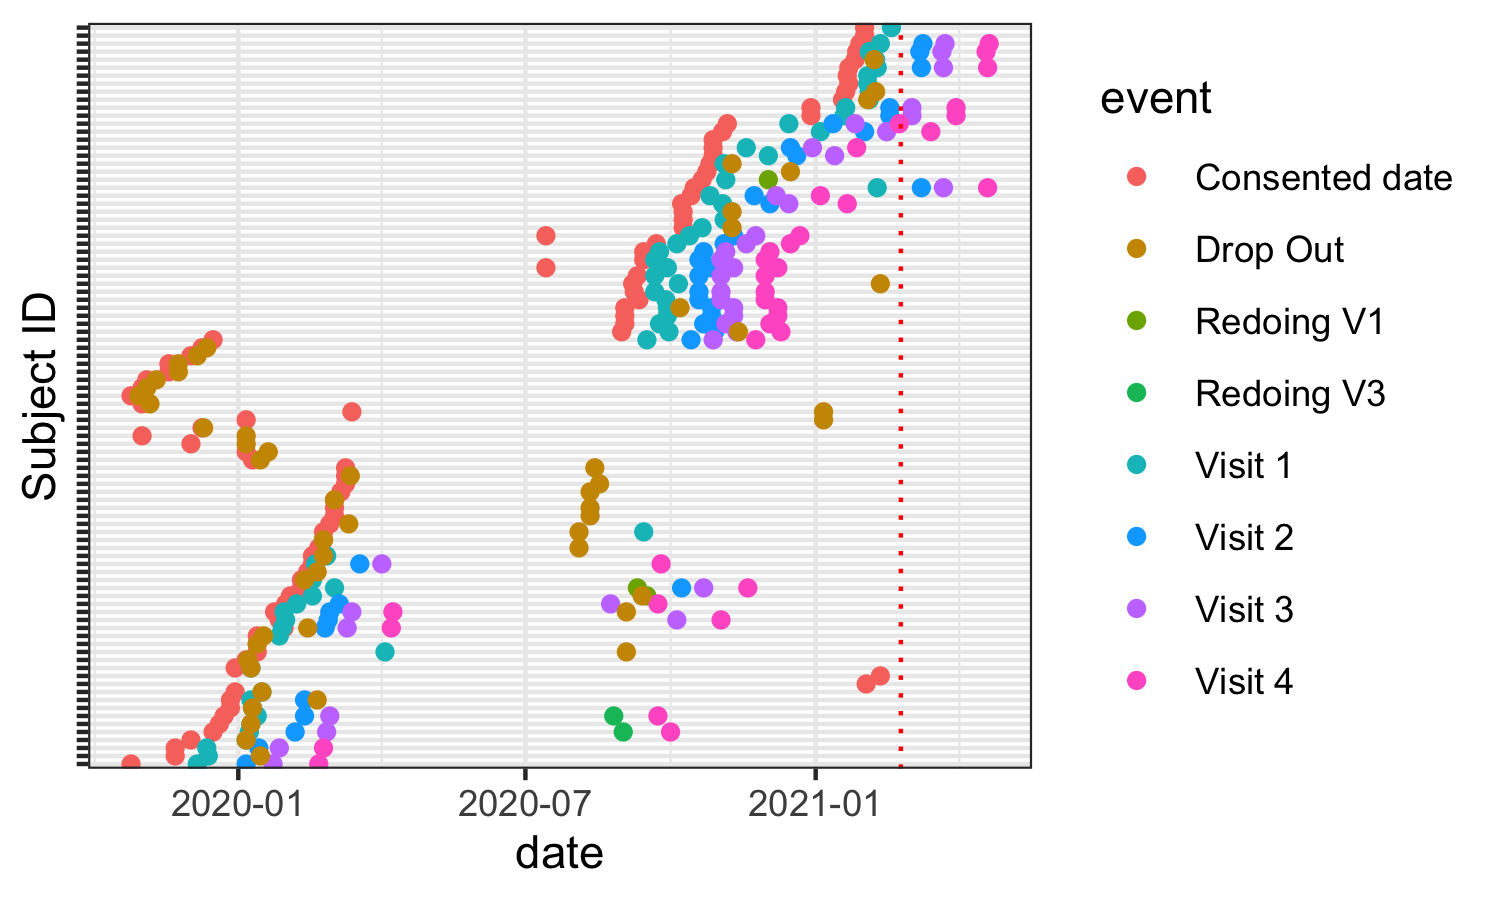 event
Consented date
Drop Out
Redoing V1
Redoing V3
Visit 1
Visit 2
Visit 3
Visit 4
Subject ID
2020-01
2020-07
2021-01
date